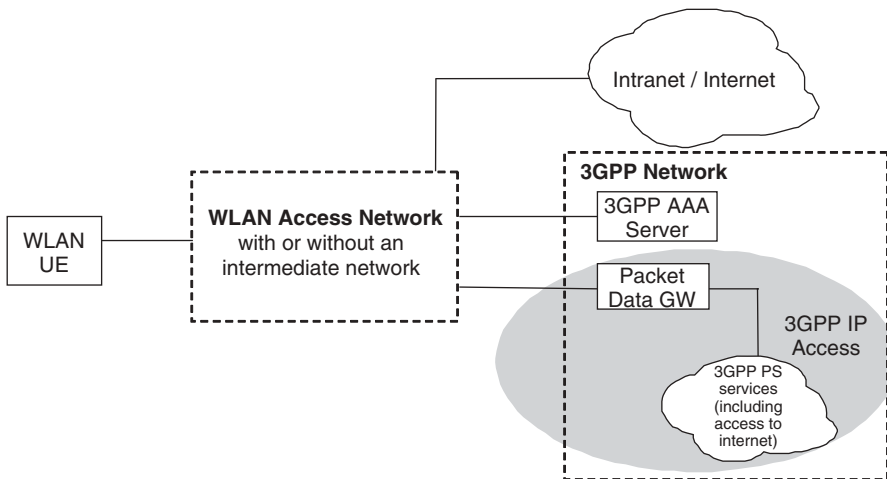 Intranet / Internet
3GPP Network
3GPP AAA
Server
WLAN Access Network
with or without an
intermediate network
WLAN
UE
Packet
Data GW
3GPP IP
Access
3GPP PS
services
(including
access to
internet)